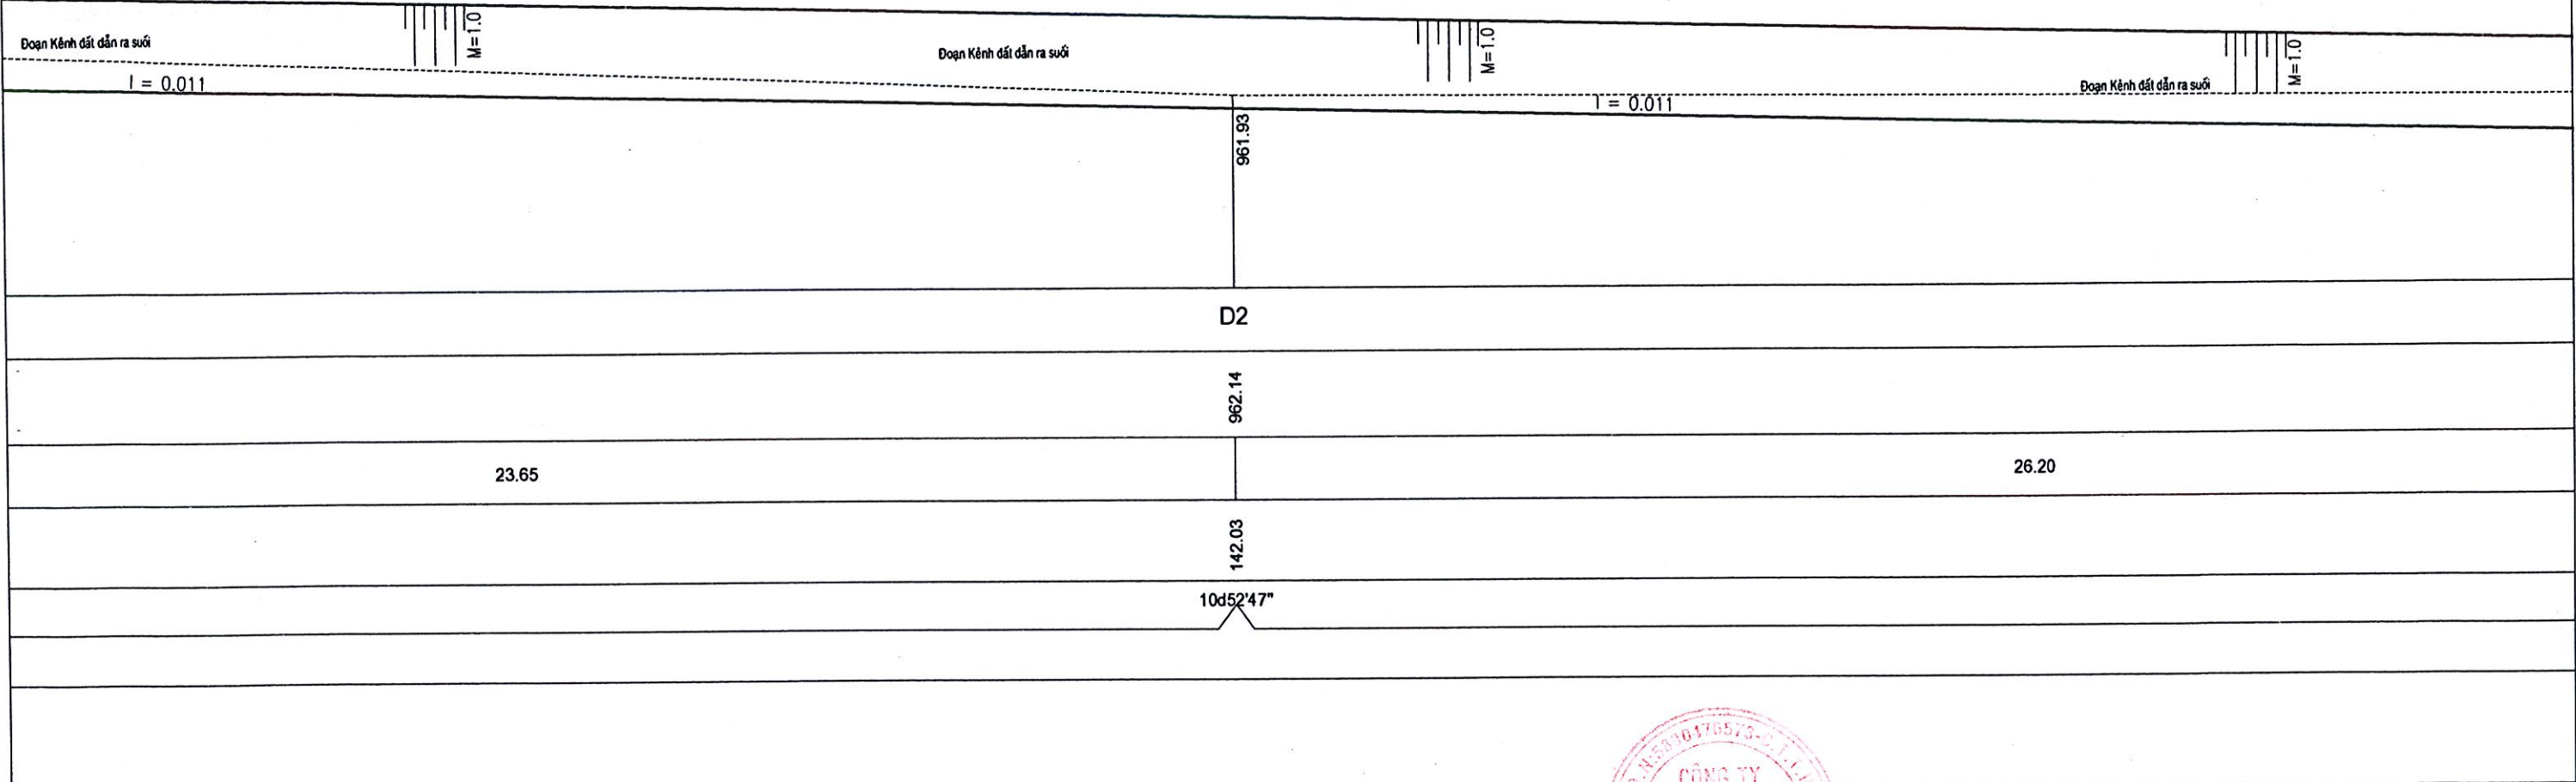 M=1.0
M=1.0
M=1.0
Đoạn Kênh đất dẫn ra suối
Đoạn Kênh đất dẫn ra suối
Đoạn Kênh đất dẫn ra suối
I = 0.011
I = 0.011
961.93
D2
962.14
23.65
26.20
142.03
10d52'47"
CÔNG TY